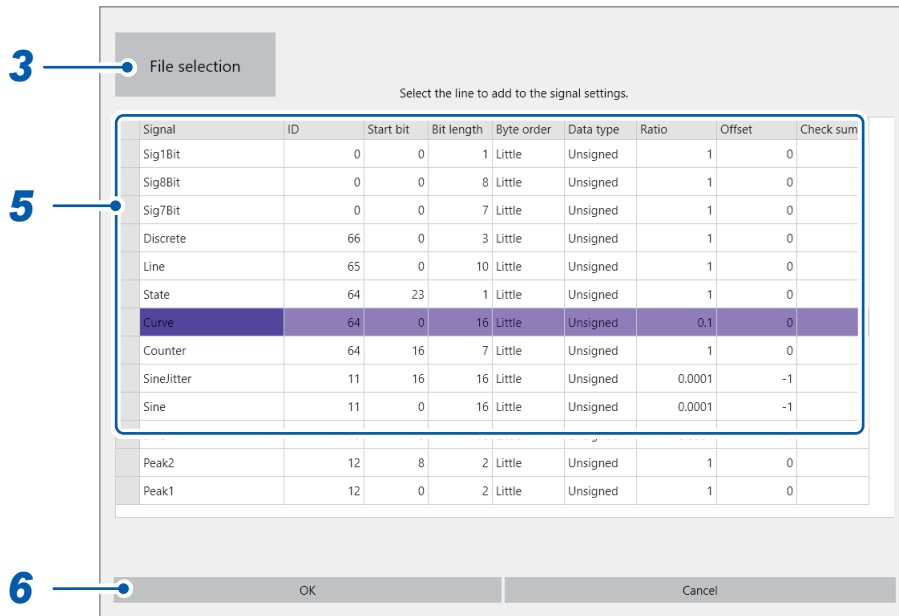 3
File selection
Select the line to add to the signal settings.
Signal ID Start bit Bit length Byte order Data type Ratio Offset Check sum
Sig1Bit 0 0 1 Little Unsigned 1 0
Sig8Bit 0 0 8 Little Unsigned 1 0
5
Sig7Bit 0 0 7 Little Unsigned 1 0
Discrete 66 0 3 Little Unsigned 1 0
Line 65 0 10 Little Unsigned 1 0
State 64 23 1 Little Unsigned 1 0
Curve 64 0 16 Little Unsigned 0.1 0
Counter 64 16 7 Little Unsigned 1 0
SineJitter 11 16 16 Little Unsigned 0.0001 -1
Sine 11 0 16 Little Unsigned 0.0001 -1
Peak2 12 8 2 Little Unsigned 1 0
Peak1 12 0 2 Little Unsigned 1 0
6
OK Cancel